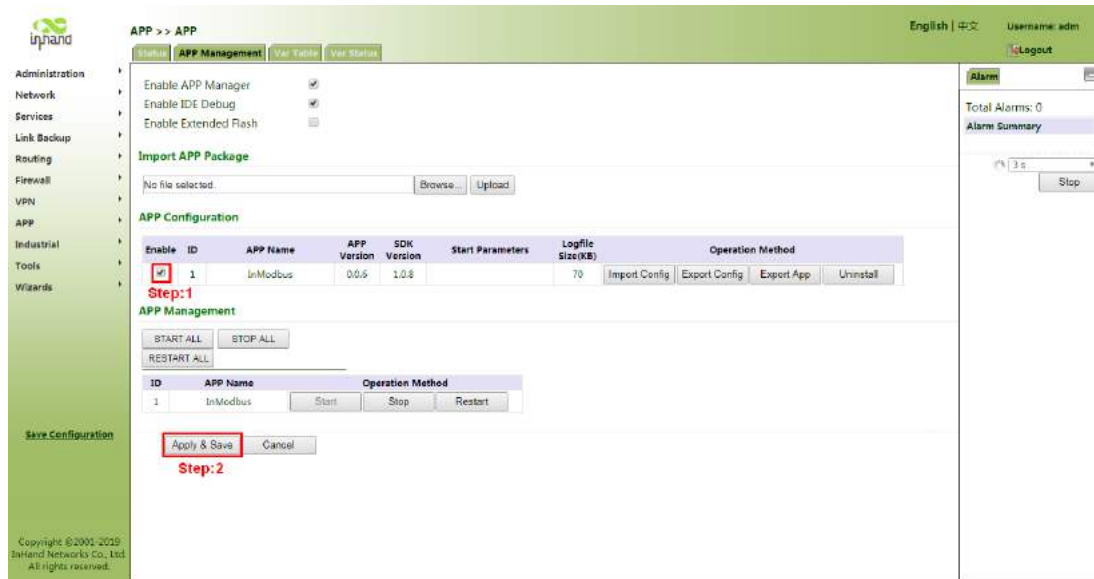 inhand
APP >> APP
English | 中文 Username: adm
Logout
Status APP Management Var Table Var Status
Administration
Network
Services
Link Backup
Routing
Firewall
VPN
APP
Industrial
Tools
Wizards
Save Configuration
Copyright ©2001-2019
InHand Networks Co., Ltd.
All rights reserved.
Enable APP Manager
Enable IDE Debug
Enable Extended Flash
Import APP Package
No file selected. Browse... Upload
APP Configuration
Enable ID APP Name APP Version SDK Version Start Parameters Logfile Size(KB) Operation Method
1 InModbus 0.0.6 1.0.8 70 Import Config Export Config Export App Uninstall
Step:1
APP Management
START ALL STOP ALL
RESTART ALL
ID APP Name Operation Method
1 InModbus Start Stop Restart
Apply & Save Cancel
Step:2
Alarm
Total Alarms: 0
Alarm Summary
3 s
Stop